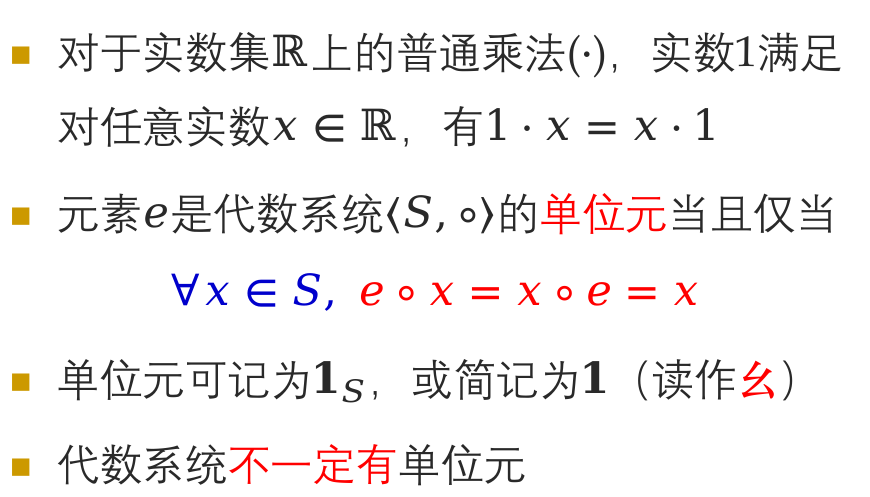 ■ 对于实数集ℝ上的普通乘法(·)，实数1满足
对任意实数x ∈ ℝ，有1 · x = x · 1
■ 元素e是代数系统⟨S, ∘⟩的单位元当且仅当
∀x ∈ S, e ∘ x = x ∘ e = x
■ 单位元可记为𝟏_S，或简记为𝟏（读作幺）
■ 代数系统不一定有单位元